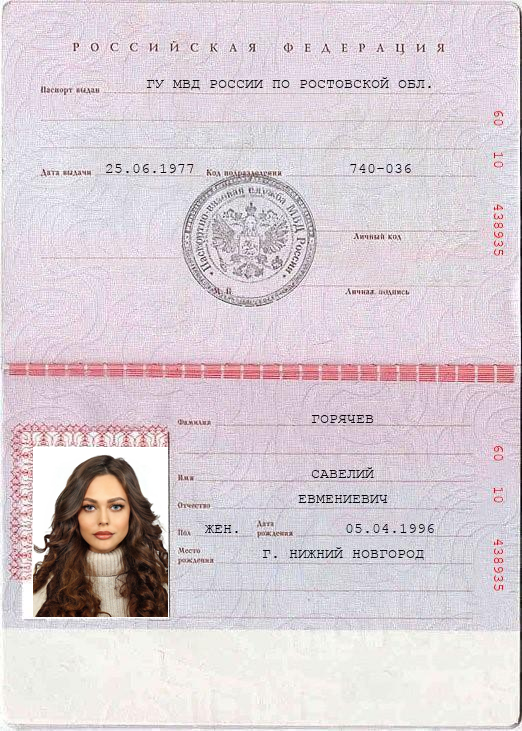 РОССИЙСКАЯ ФЕДЕРАЦИЯ
Паспорт выдан ГУ МВД РОССИИ ПО РОСТОВСКОЙ ОБЛ.
Дата выдачи 25.06.1977 Код подразделения 740-036
Паспортно-визовая служба МВД России
Личный код
М. П. Личная подпись
60 10 438935
Фамилия ГОРЯЧЕВ
Имя САВЕЛИЙ
Отчество ЕВМЕНИЕВИЧ
Пол ЖЕН. Дата рождения 05.04.1996
Место рождения Г. НИЖНИЙ НОВГОРОД
60 10 438935